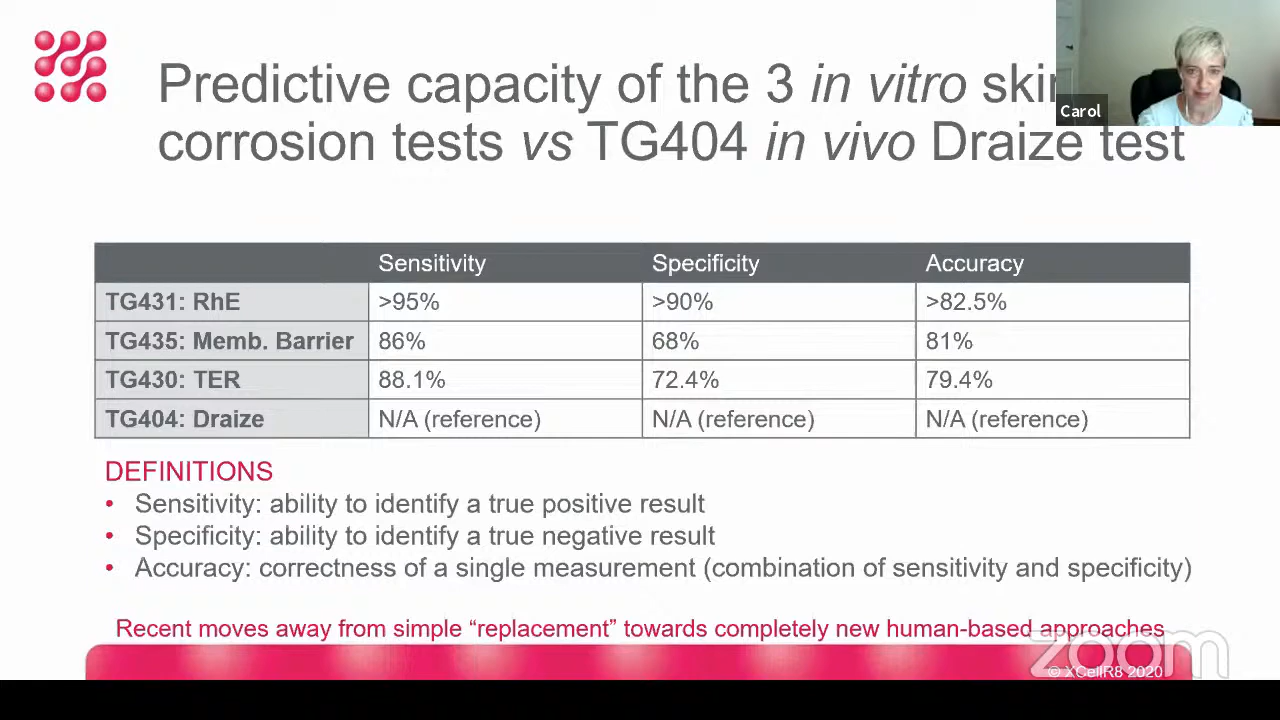 Predictive capacity of the 3 in vitro skin
corrosion tests vs TG404 in vivo Draize test
Carol
Sensitivity Specificity Accuracy
TG431: RhE >95% >90% >82.5%
TG435: Memb. Barrier 86% 68% 81%
TG430: TER 88.1% 72.4% 79.4%
TG404: Draize N/A (reference) N/A (reference) N/A (reference)
DEFINITIONS
• Sensitivity: ability to identify a true positive result
• Specificity: ability to identify a true negative result
• Accuracy: correctness of a single measurement (combination of sensitivity and specificity)
Recent moves away from simple “replacement” towards completely new human-based approaches
zoom
© XCellR8 2020